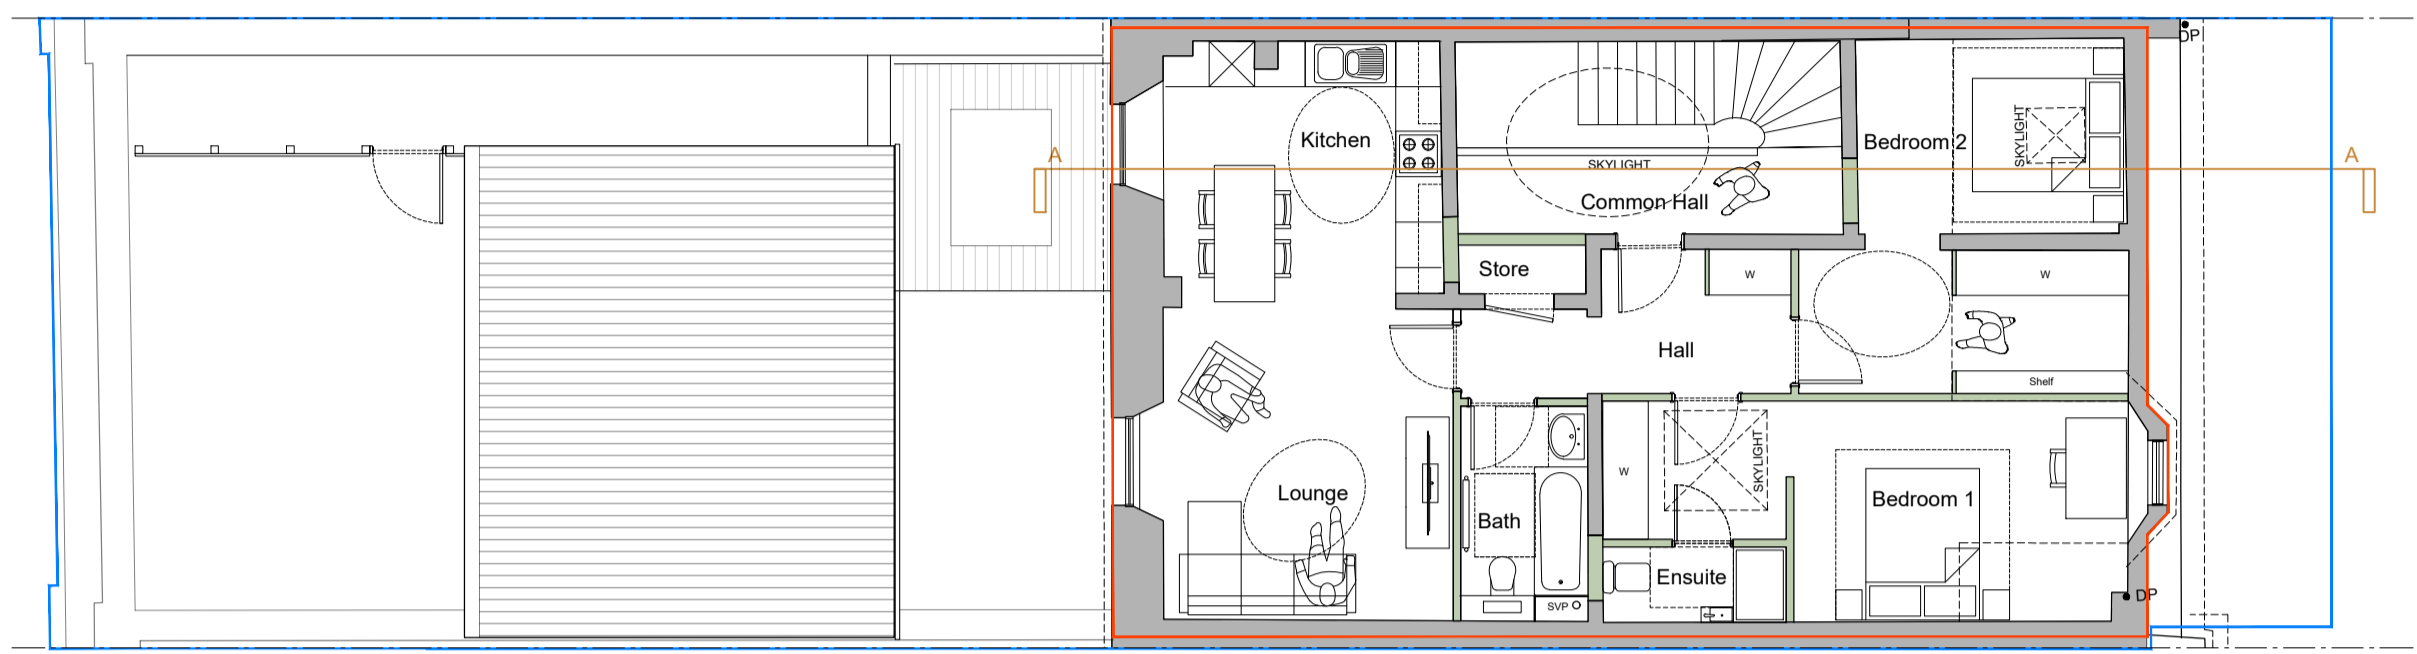 DP
Kitchen
Bedroom 2
SKYLIGHT
A
SKYLIGHT
A
Common Hall
Store
W
W
Hall
Shelf
SKYLIGHT
W
Lounge
Bath
Bedroom 1
Ensuite
SVP
DP